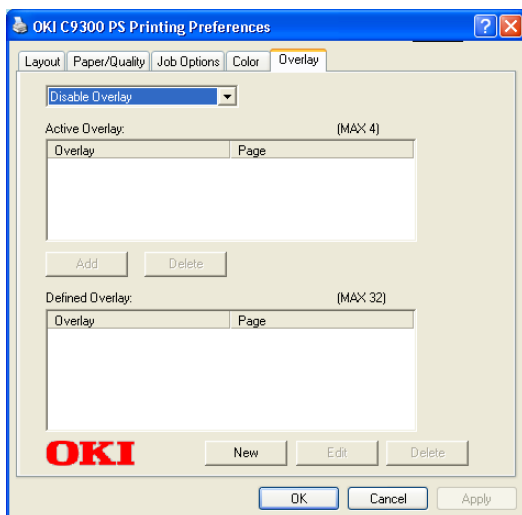 OKI C9300 PS Printing Preferences
Layout Paper/Quality Job Options Color Overlay
Disable Overlay
Active Overlay: (MAX 4)
Overlay Page
Add Delete
Defined Overlay: (MAX 32)
Overlay Page
OKI New Edit Delete
OK Cancel Apply